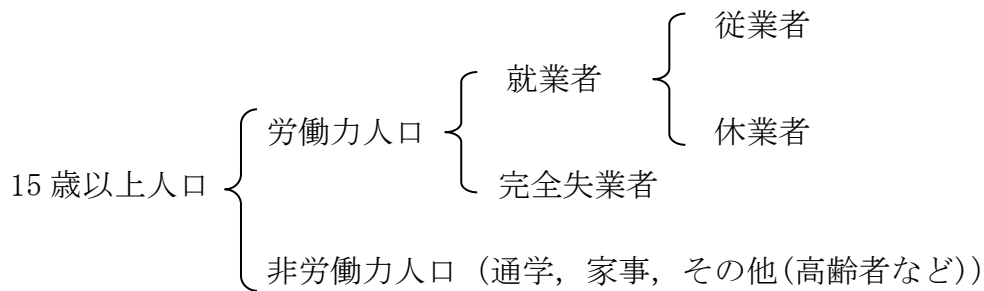 従業者
就業者
休業者
労働力人口
完全失業者
15 歳以上人口
非労働力人口 (通学, 家事, その他(高齢者など))